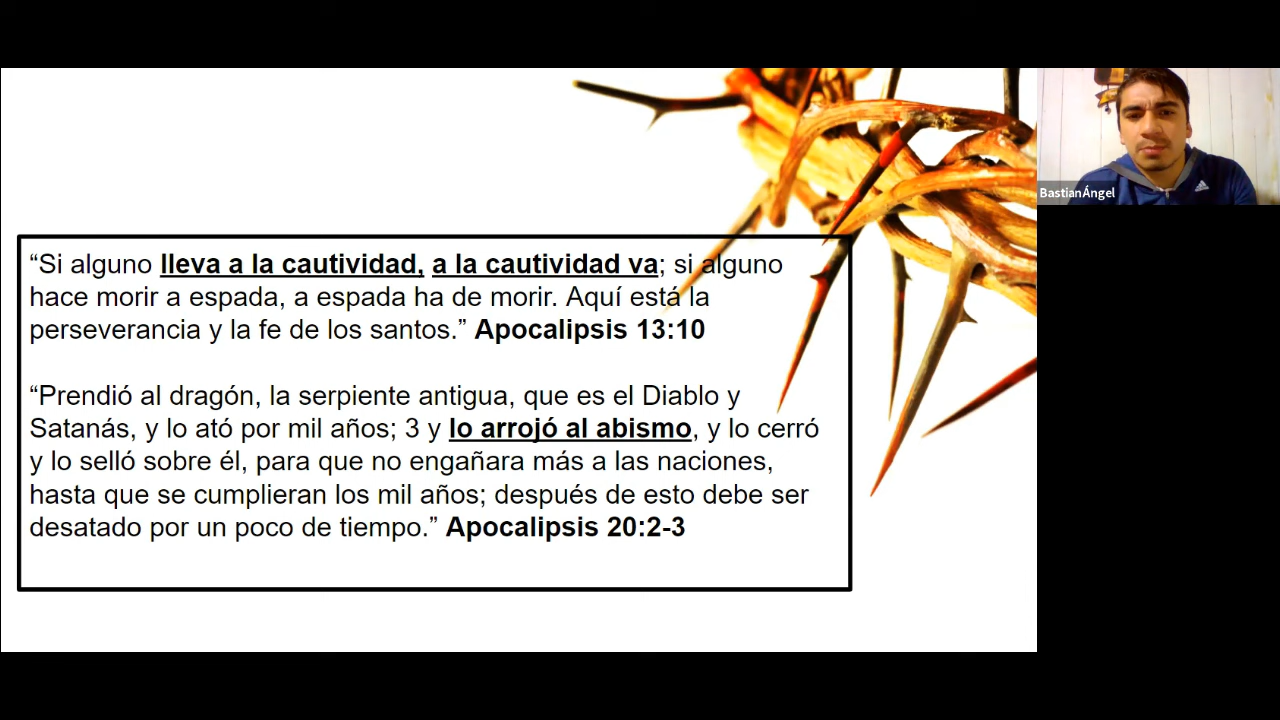 “Si alguno lleva a la cautividad, a la cautividad va; si alguno
hace morir a espada, a espada ha de morir. Aquí está la
perseverancia y la fe de los santos.” Apocalipsis 13:10
“Prendió al dragón, la serpiente antigua, que es el Diablo y
Satanás, y lo ató por mil años; 3 y lo arrojó al abismo, y lo cerró
y lo selló sobre él, para que no engañara más a las naciones,
hasta que se cumplieran los mil años; después de esto debe ser
desatado por un poco de tiempo.” Apocalipsis 20:2-3
BastianÁngel